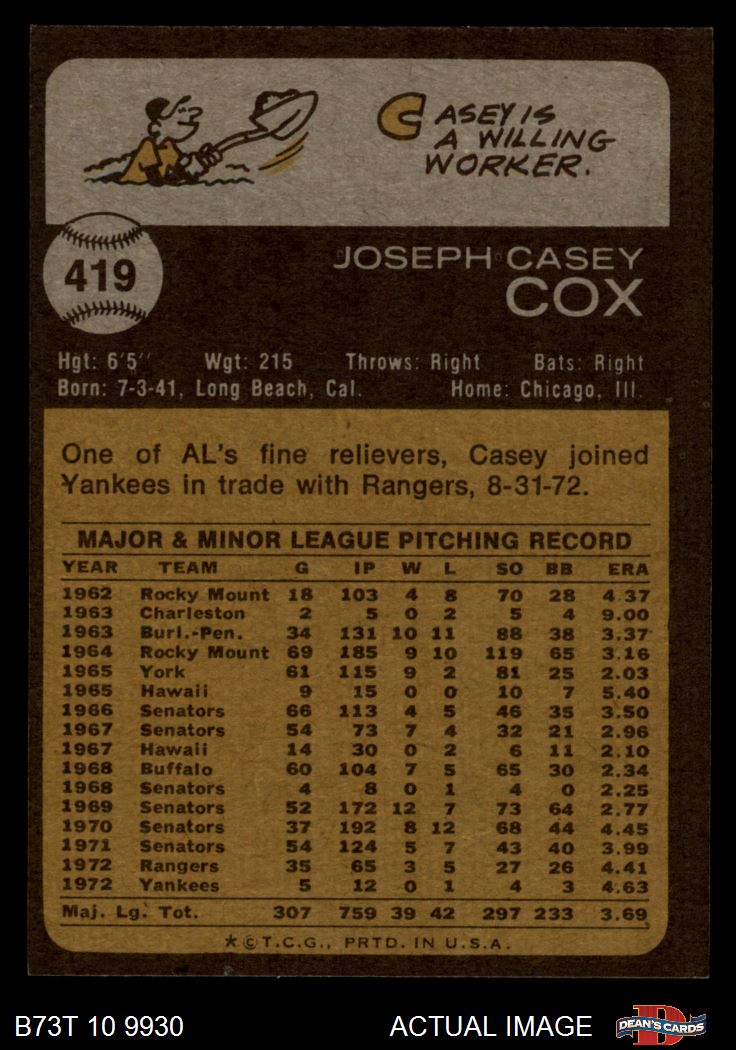 CASEY IS
A WILLING
WORKER.
419
JOSEPH CASEY
COX
Hgt: 6'5" Wgt: 215 Throws: Right Bats: Right
Born: 7-3-41, Long Beach, Cal. Home: Chicago, Ill.
One of AL's fine relievers, Casey joined
Yankees in trade with Rangers, 8-31-72.
MAJOR & MINOR LEAGUE PITCHING RECORD
YEAR TEAM G IP W L SO BB ERA
1962 Rocky Mount 18 103 4 8 70 28 4.37
1963 Charleston 2 5 0 2 5 4 9.00
1963 Burl.-Pen. 34 131 10 11 88 38 3.37
1964 Rocky Mount 69 185 9 10 119 65 3.16
1965 York 61 115 9 2 81 25 2.03
1965 Hawaii 9 15 0 0 10 7 5.40
1966 Senators 66 113 4 5 46 35 3.50
1967 Senators 54 73 7 4 32 21 2.96
1967 Hawaii 14 30 0 2 6 11 2.10
1968 Buffalo 60 104 7 5 65 30 2.34
1968 Senators 4 8 0 1 4 0 2.25
1969 Senators 52 172 12 7 73 64 2.77
1970 Senators 37 192 8 12 68 44 4.45
1971 Senators 54 124 5 7 43 40 3.99
1972 Rangers 35 65 3 5 27 26 4.41
1972 Yankees 5 12 0 1 4 3 4.63
Maj. Lg. Tot. 307 759 39 42 297 233 3.69
★©T.C.G., PRTD. IN U.S.A.
B73T 10 9930 ACTUAL IMAGE
DEAN'S CARDS